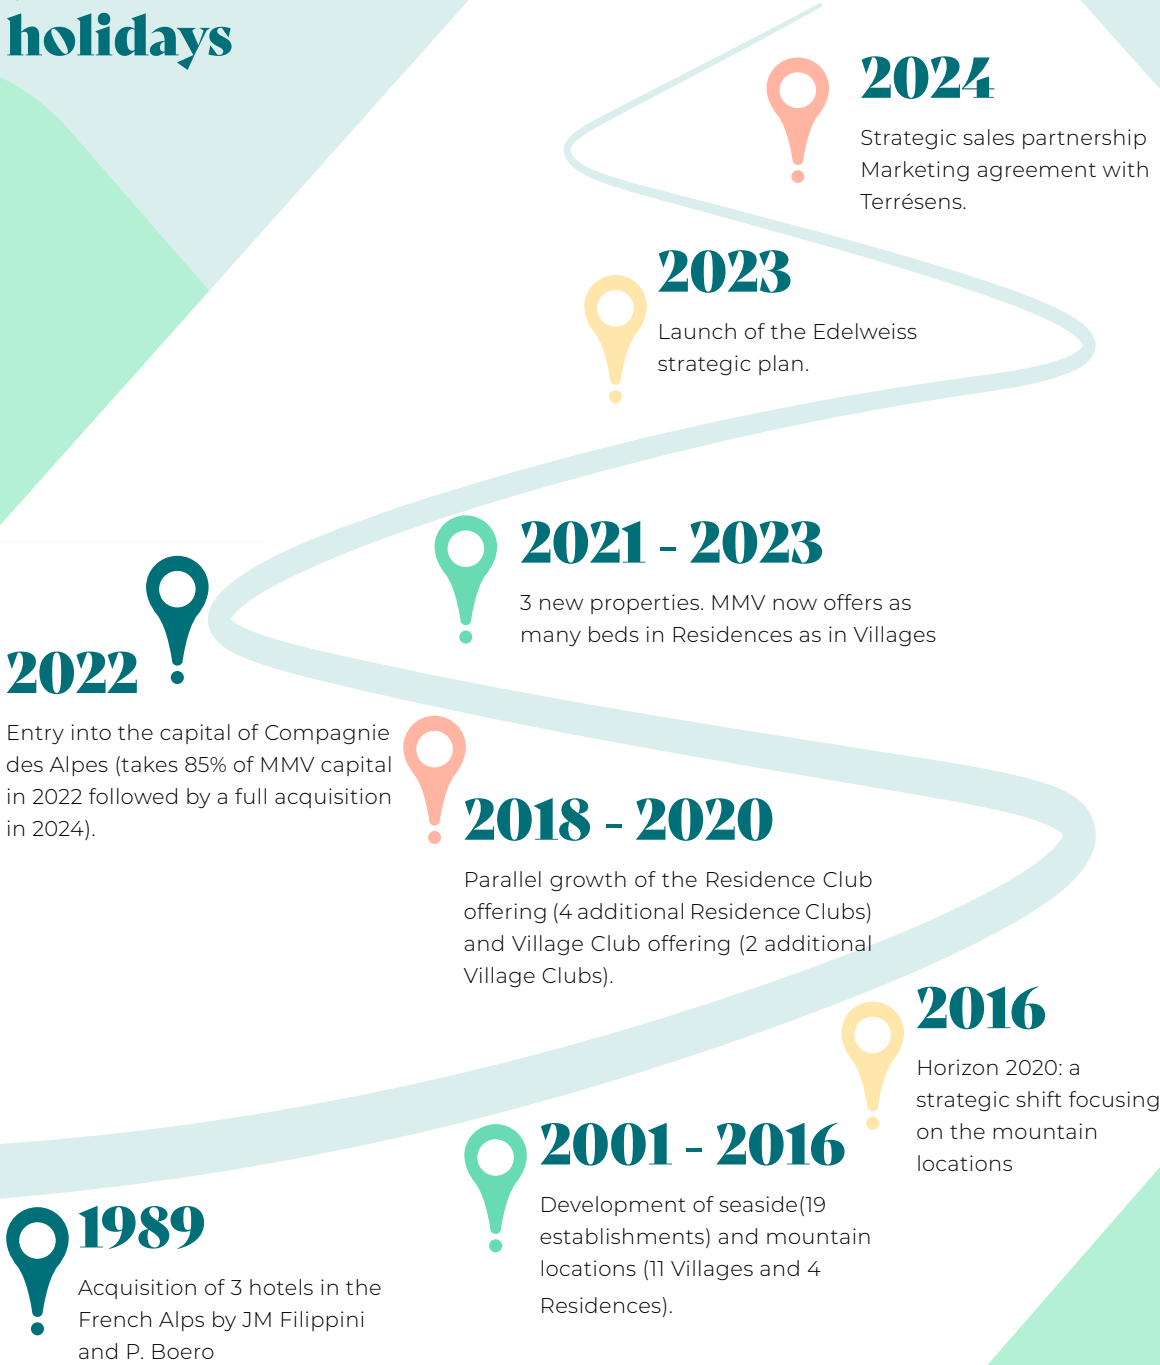 holidays
2024
Strategic sales partnership
Marketing agreement with
Terrésens.
2023
Launch of the Edelweiss
strategic plan.
2021 - 2023
3 new properties. MMV now offers as
many beds in Residences as in Villages
2022
Entry into the capital of Compagnie
des Alpes (takes 85% of MMV capital
in 2022 followed by a full acquisition
in 2024).
2018 - 2020
Parallel growth of the Residence Club
offering (4 additional Residence Clubs)
and Village Club offering (2 additional
Village Clubs).
2016
Horizon 2020: a
strategic shift focusing
on the mountain
locations
2001 - 2016
Development of seaside(19
establishments) and mountain
locations (11 Villages and 4
Residences).
1989
Acquisition of 3 hotels in the
French Alps by JM Filippini
and P. Boero